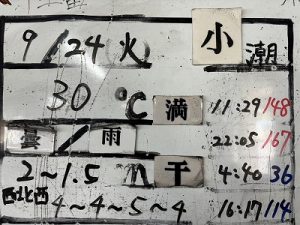 9/24 火 小潮
30℃ 満 11:29 148
曇/雨 22:05 167
2~1.5m 干 4:40 36
西北西 4~4~5~4 16:17 114